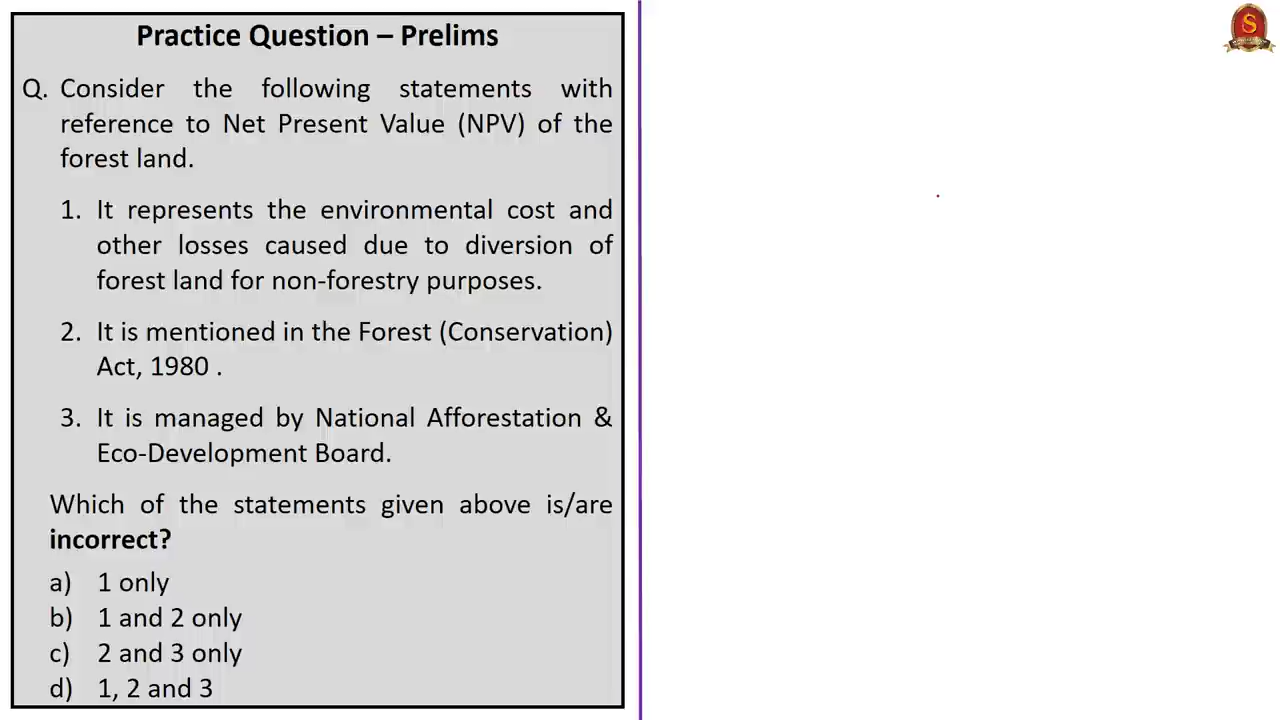 Practice Question – Prelims
Q. Consider the following statements with
reference to Net Present Value (NPV) of the
forest land.
1. It represents the environmental cost and
other losses caused due to diversion of
forest land for non-forestry purposes.
2. It is mentioned in the Forest (Conservation)
Act, 1980 .
3. It is managed by National Afforestation &
Eco-Development Board.
Which of the statements given above is/are
incorrect?
a) 1 only
b) 1 and 2 only
c) 2 and 3 only
d) 1, 2 and 3
S